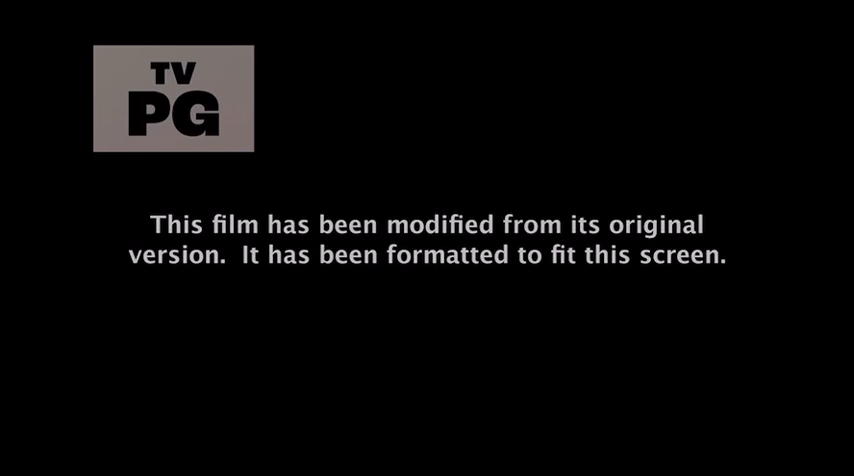 TV
PG
This film has been modified from its original
version.  It has been formatted to fit this screen.